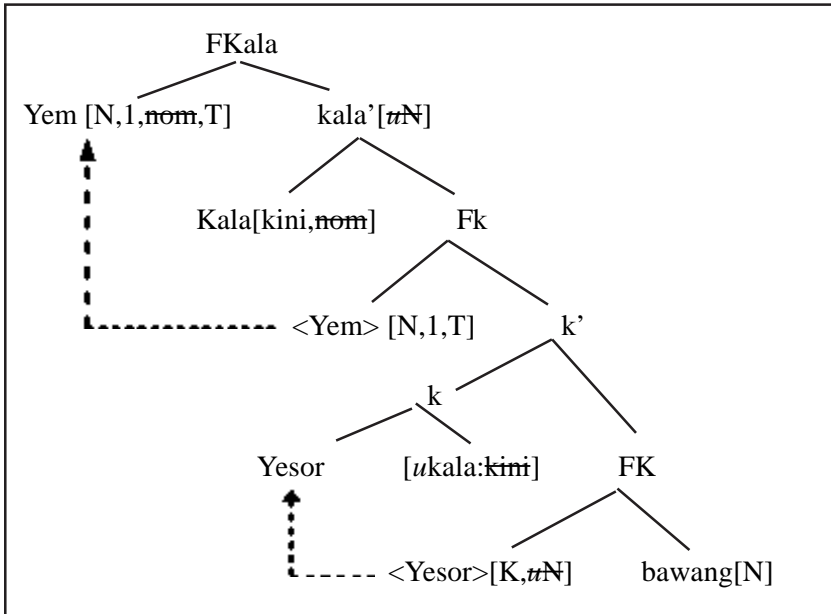 FKala
Yem [N,1,nom,T] kala’[uN]
Kala[kini,nom] Fk
<Yem> [N,1,T] k’
k
Yesor [ukala:kini] FK
<Yesor>[K,uN] bawang[N]